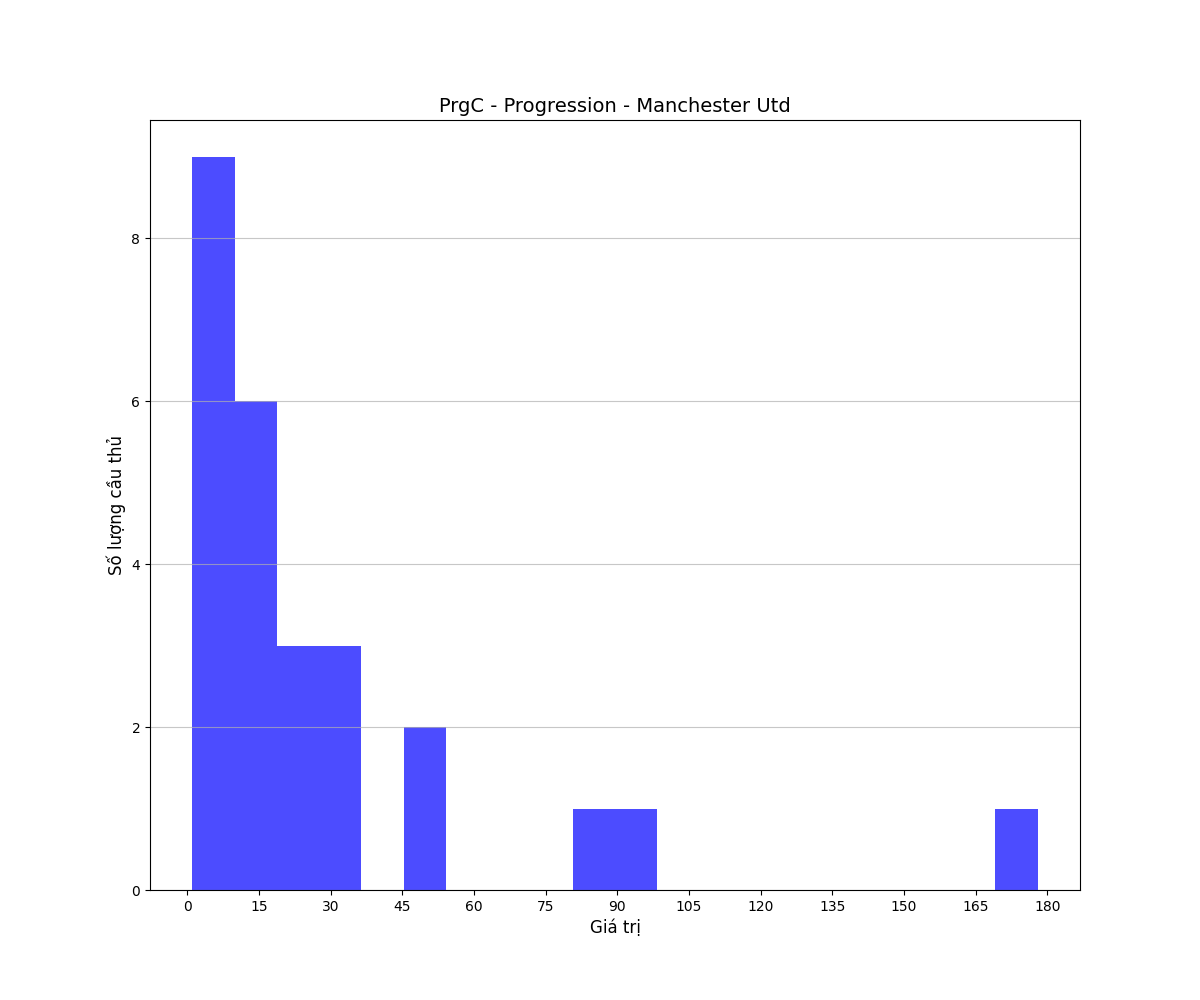 PrgC - Progression - Manchester Utd
Số lượng cầu thủ
8
6
4
2
0
0 15 30 45 60 75 90 105 120 135 150 165 180
Giá trị